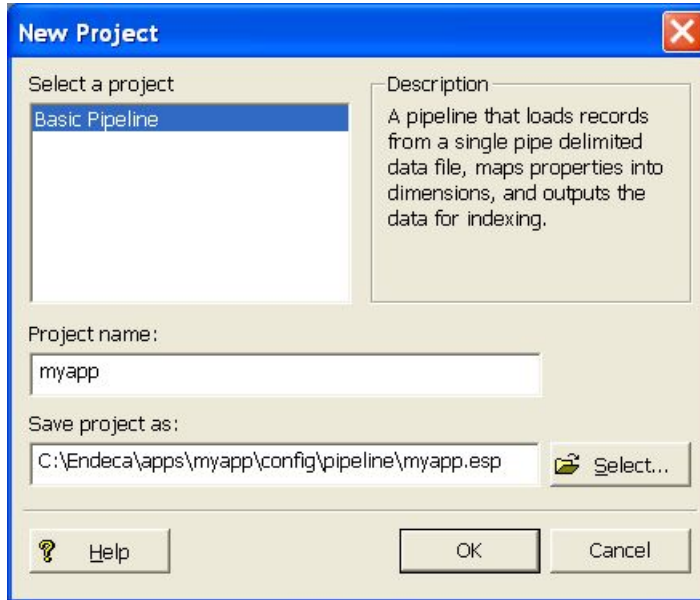 New Project
Select a project
Basic Pipeline
Description
A pipeline that loads records
from a single pipe delimited
data file, maps properties into
dimensions, and outputs the
data for indexing.
Project name:
myapp
Save project as:
C:\Endeca\apps\myapp\config\pipeline\myapp.esp
Select...
? Help
OK
Cancel